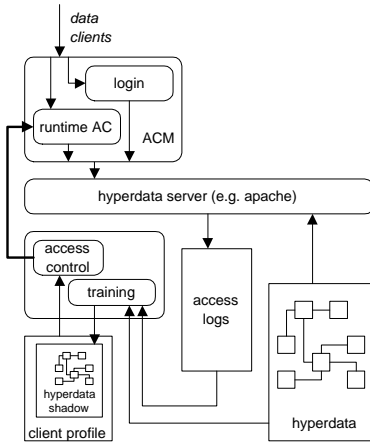 data
clients
login
runtime AC
ACM
hyperdata server (e.g. apache)
access
control
training
access
logs
hyperdata
shadow
client profile
hyperdata